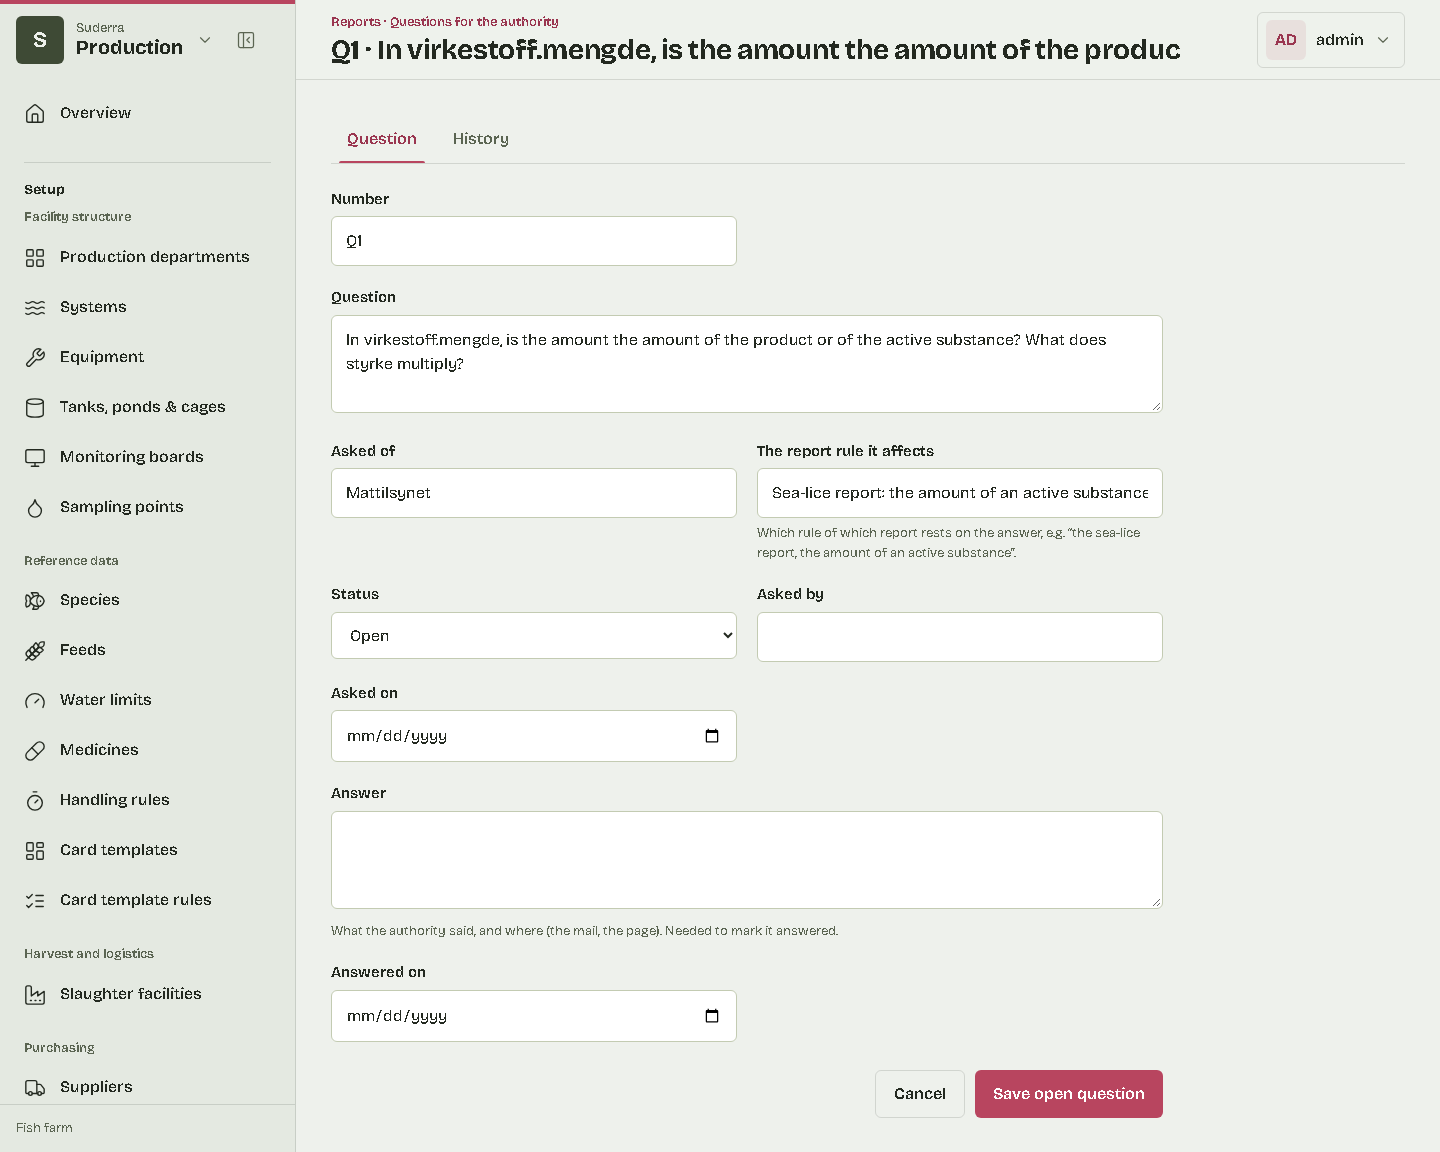 S
Suderra
Production
Overview
Setup
Facility structure
Production departments
Systems
Equipment
Tanks, ponds & cages
Monitoring boards
Sampling points
Reference data
Species
Feeds
Water limits
Medicines
Handling rules
Card templates
Card template rules
Harvest and logistics
Slaughter facilities
Purchasing
Suppliers
Fish farm
Reports · Questions for the authority
Q1 · In virkestoff.mengde, is the amount the amount of the produc
AD admin
Question History
Number
Q1
Question
In virkestoff.mengde, is the amount the amount of the product or of the active substance? What does
styrke multiply?
Asked of
Mattilsynet
The report rule it affects
Sea-lice report: the amount of an active substance
Which rule of which report rests on the answer, e.g. “the sea-lice
report, the amount of an active substance”.
Status
Open
Asked by
Asked on
mm/dd/yyyy
Answer
What the authority said, and where (the mail, the page). Needed to mark it answered.
Answered on
mm/dd/yyyy
Cancel
Save open question